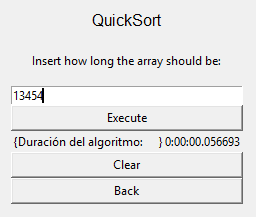 QuickSort
Insert how long the array should be:
13454
Execute
{Duración del algoritmo:     } 0:00:00.056693
Clear
Back